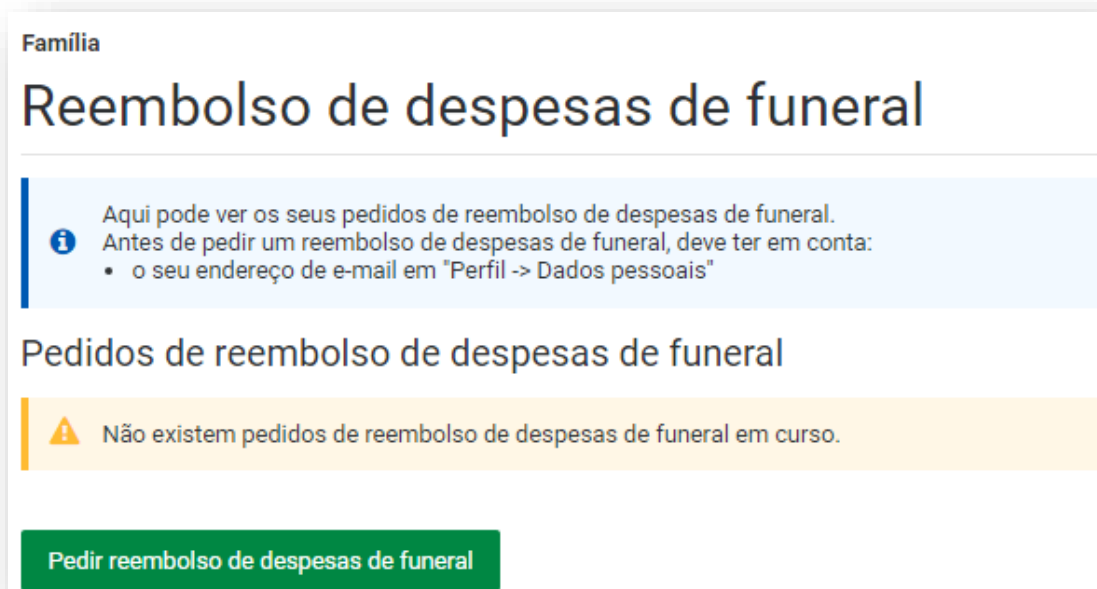 Família
Reembolso de despesas de funeral
Aqui pode ver os seus pedidos de reembolso de despesas de funeral.
Antes de pedir um reembolso de despesas de funeral, deve ter em conta:
• o seu endereço de e-mail em "Perfil -> Dados pessoais"
Pedidos de reembolso de despesas de funeral
Não existem pedidos de reembolso de despesas de funeral em curso.
Pedir reembolso de despesas de funeral